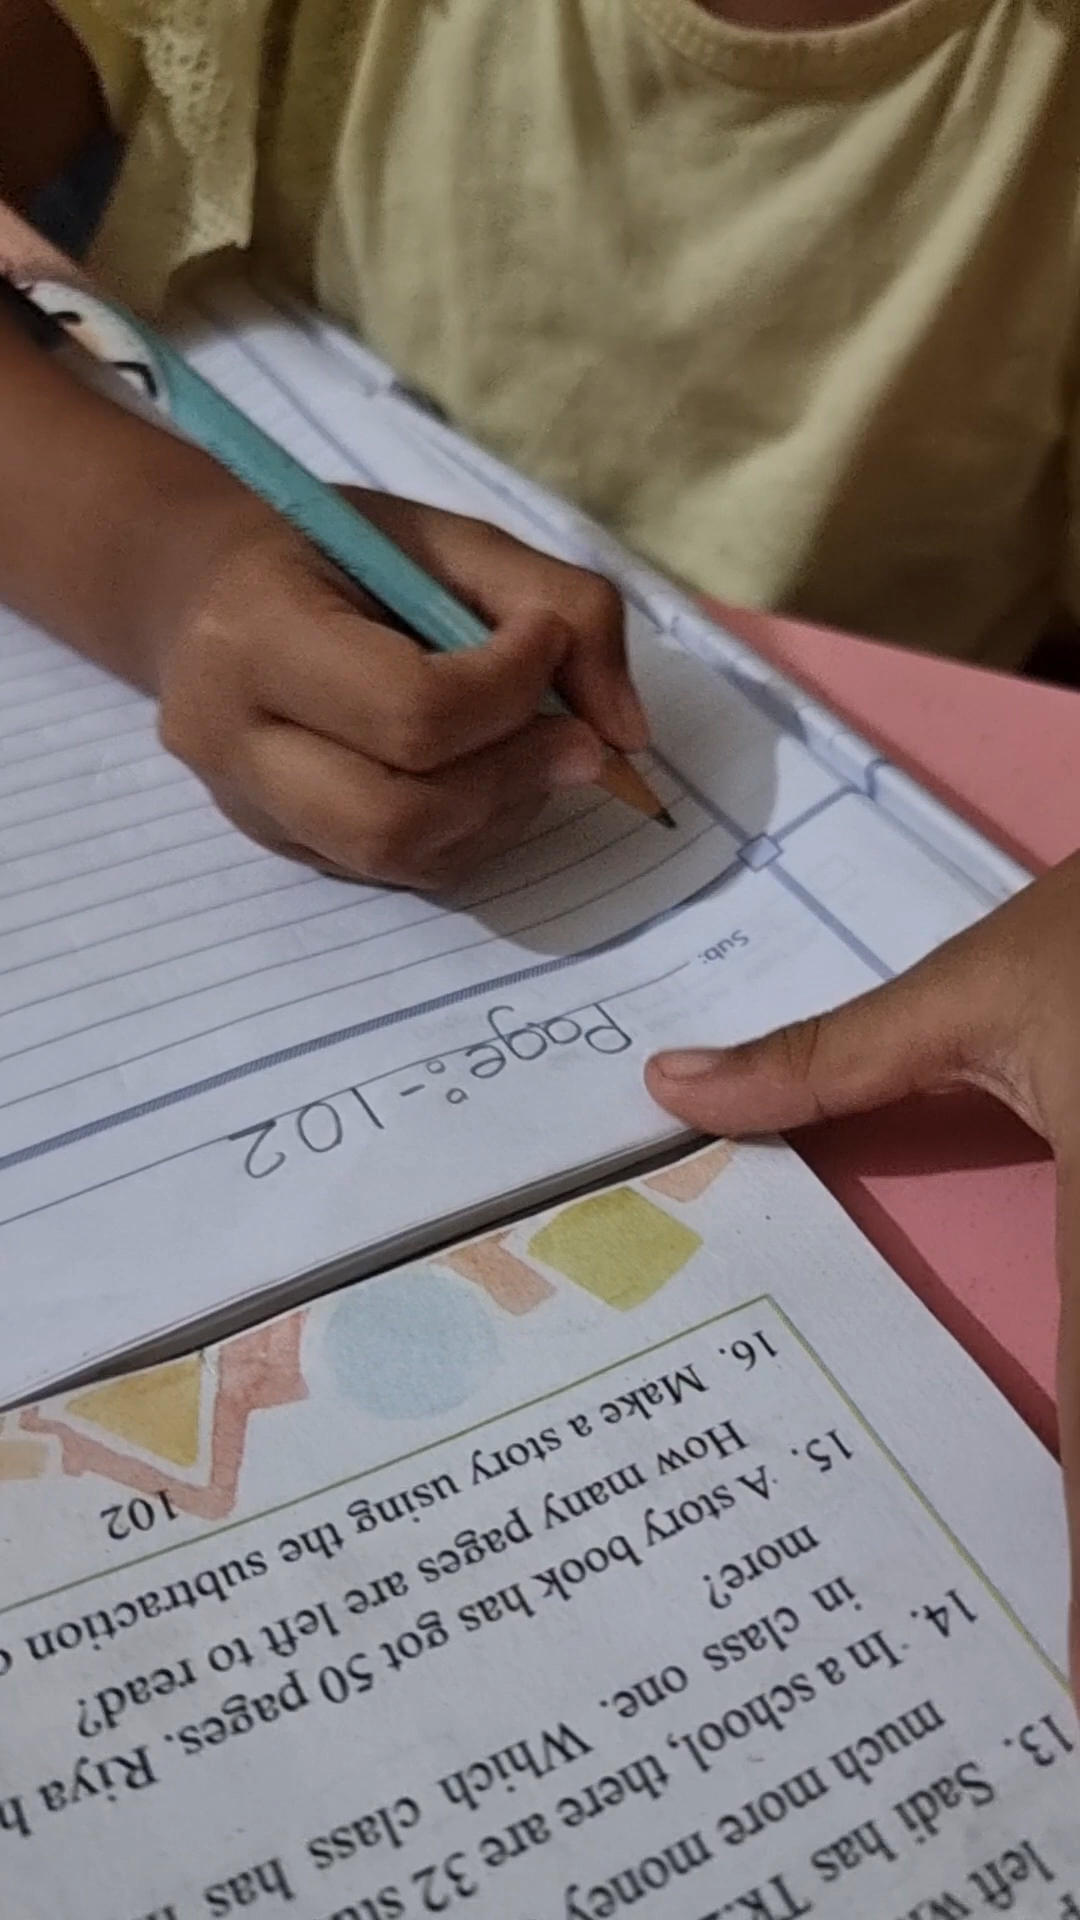 Sub:
Page:-102
left
13. Sadi has Tk.
much more money
14. In a school, there are 32
in class one. Which class has
more?
15. A story book has got 50 pages. Riya
How many pages are left to read?
16. Make a story using the subtraction
102